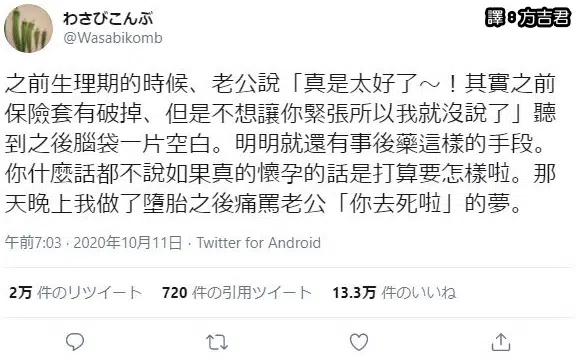 譯:方吉君
わさびこんぶ
@Wasabikomb
之前生理期的時候、老公說「真是太好了～！其實之前
保險套有破掉、但是不想讓你緊張所以我就沒說了」聽
到之後腦袋一片空白。明明就還有事後藥這樣的手段。
你什麼話都不說如果真的懷孕的話是打算要怎樣啦。那
天晚上我做了墮胎之後痛罵老公「你去死啦」的夢。
午前7:03 · 2020年10月11日 · Twitter for Android
2万 件のリツイート 720 件の引用ツイート 13.3万 件のいいね